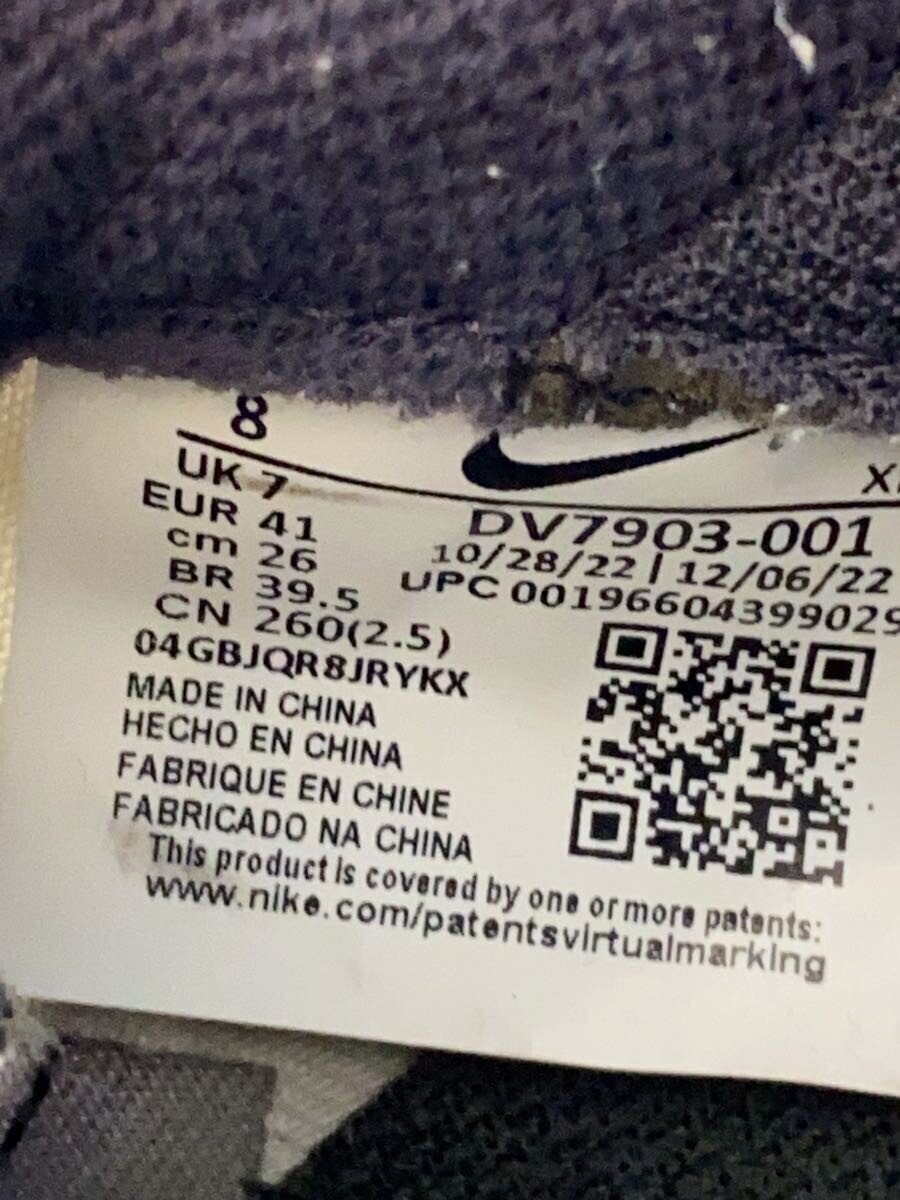 8
UK 7
EUR 41
cm 26
BR 39.5
CN 260(2.5)
04GBJQR8JRYKX
MADE IN CHINA
HECHO EN CHINA
FABRIQUE EN CHINE
FABRICADO NA CHINA
DV7903-001
10/28/22 | 12/06/22
UPC 00196604399029
This product is covered by one or more patents:
www.nike.com/patentsvirtualmarking